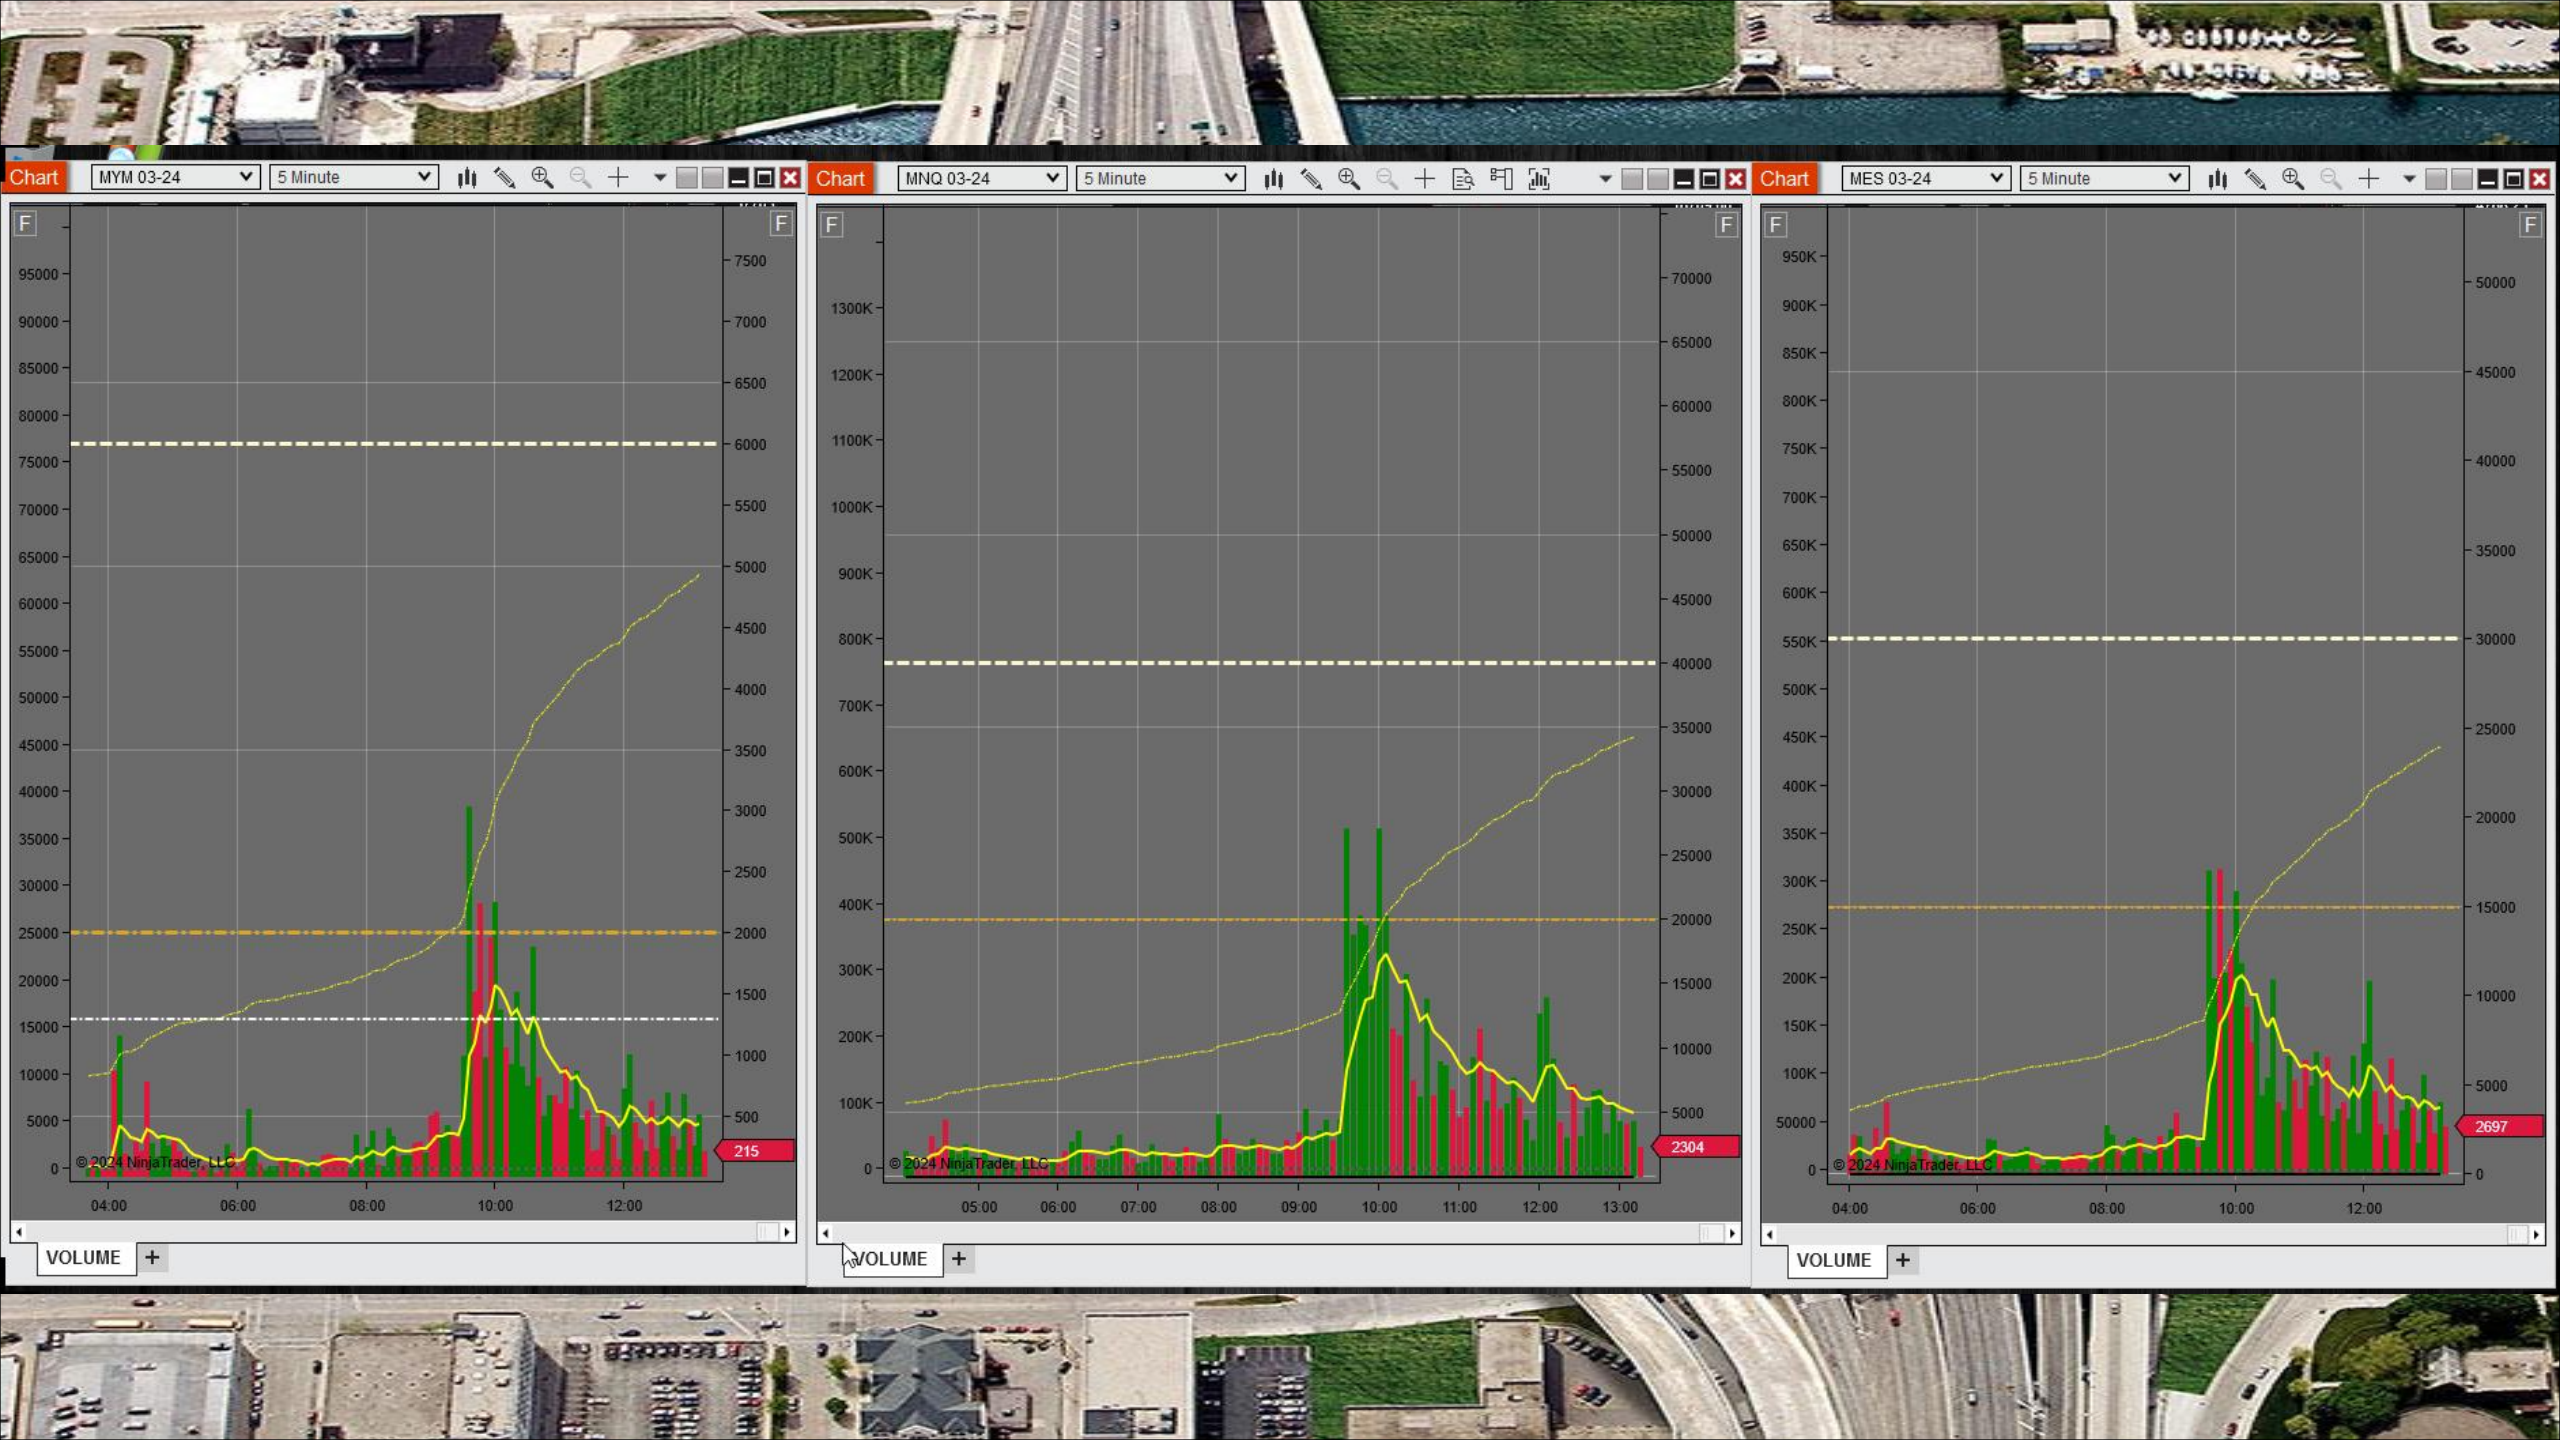 Chart MYM 03-24 5 Minute
F F
95000
90000
85000
80000
75000
70000
65000
60000
55000
50000
45000
40000
35000
30000
25000
20000
15000
10000
5000
0
7500
7000
6500
6000
5500
5000
4500
4000
3500
3000
2500
2000
1500
1000
500
215
© 2024 NinjaTrader, LLC
04:00 06:00 08:00 10:00 12:00
VOLUME +
Chart MNQ 03-24 5 Minute
F F
1300K
1200K
1100K
1000K
900K
800K
700K
600K
500K
400K
300K
200K
100K
0
70000
65000
60000
55000
50000
45000
40000
35000
30000
25000
20000
15000
10000
5000
2304
© 2024 NinjaTrader, LLC
05:00 06:00 07:00 08:00 09:00 10:00 11:00 12:00 13:00
VOLUME +
Chart MES 03-24 5 Minute
F F
950K
900K
850K
800K
750K
700K
650K
600K
550K
500K
450K
400K
350K
300K
250K
200K
150K
100K
50000
0
50000
45000
40000
35000
30000
25000
20000
15000
10000
5000
2697
0
© 2024 NinjaTrader, LLC
04:00 06:00 08:00 10:00 12:00
VOLUME +